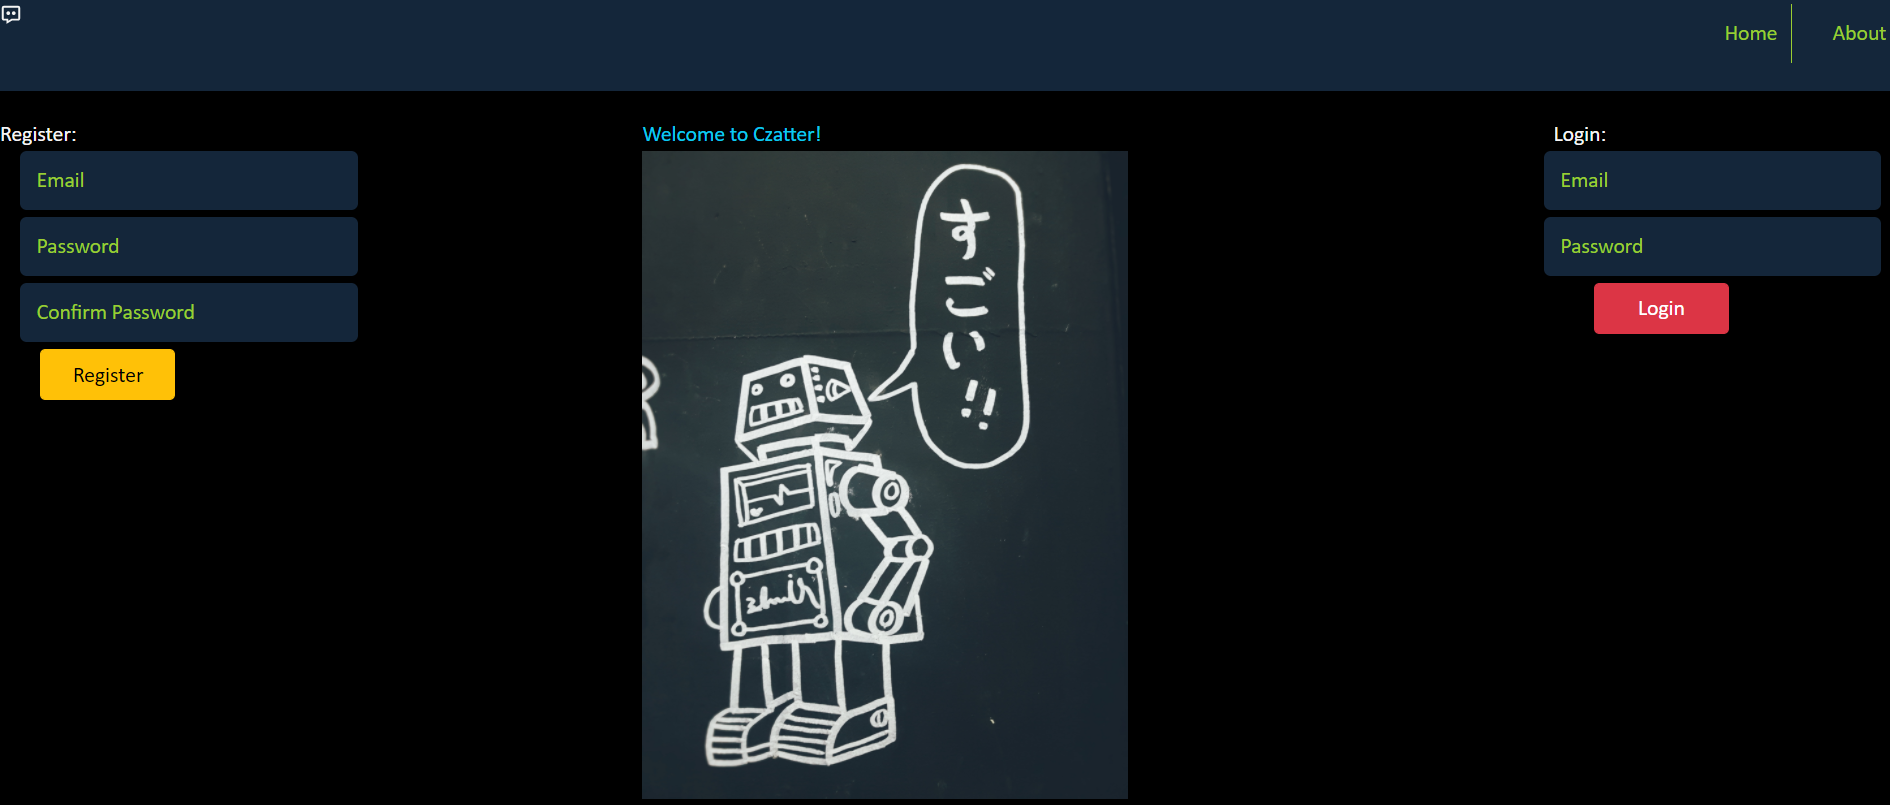 Home
About
Register:
Email
Password
Confirm Password
Register
Welcome to Czatter!
すごい!!
Login:
Email
Password
Login